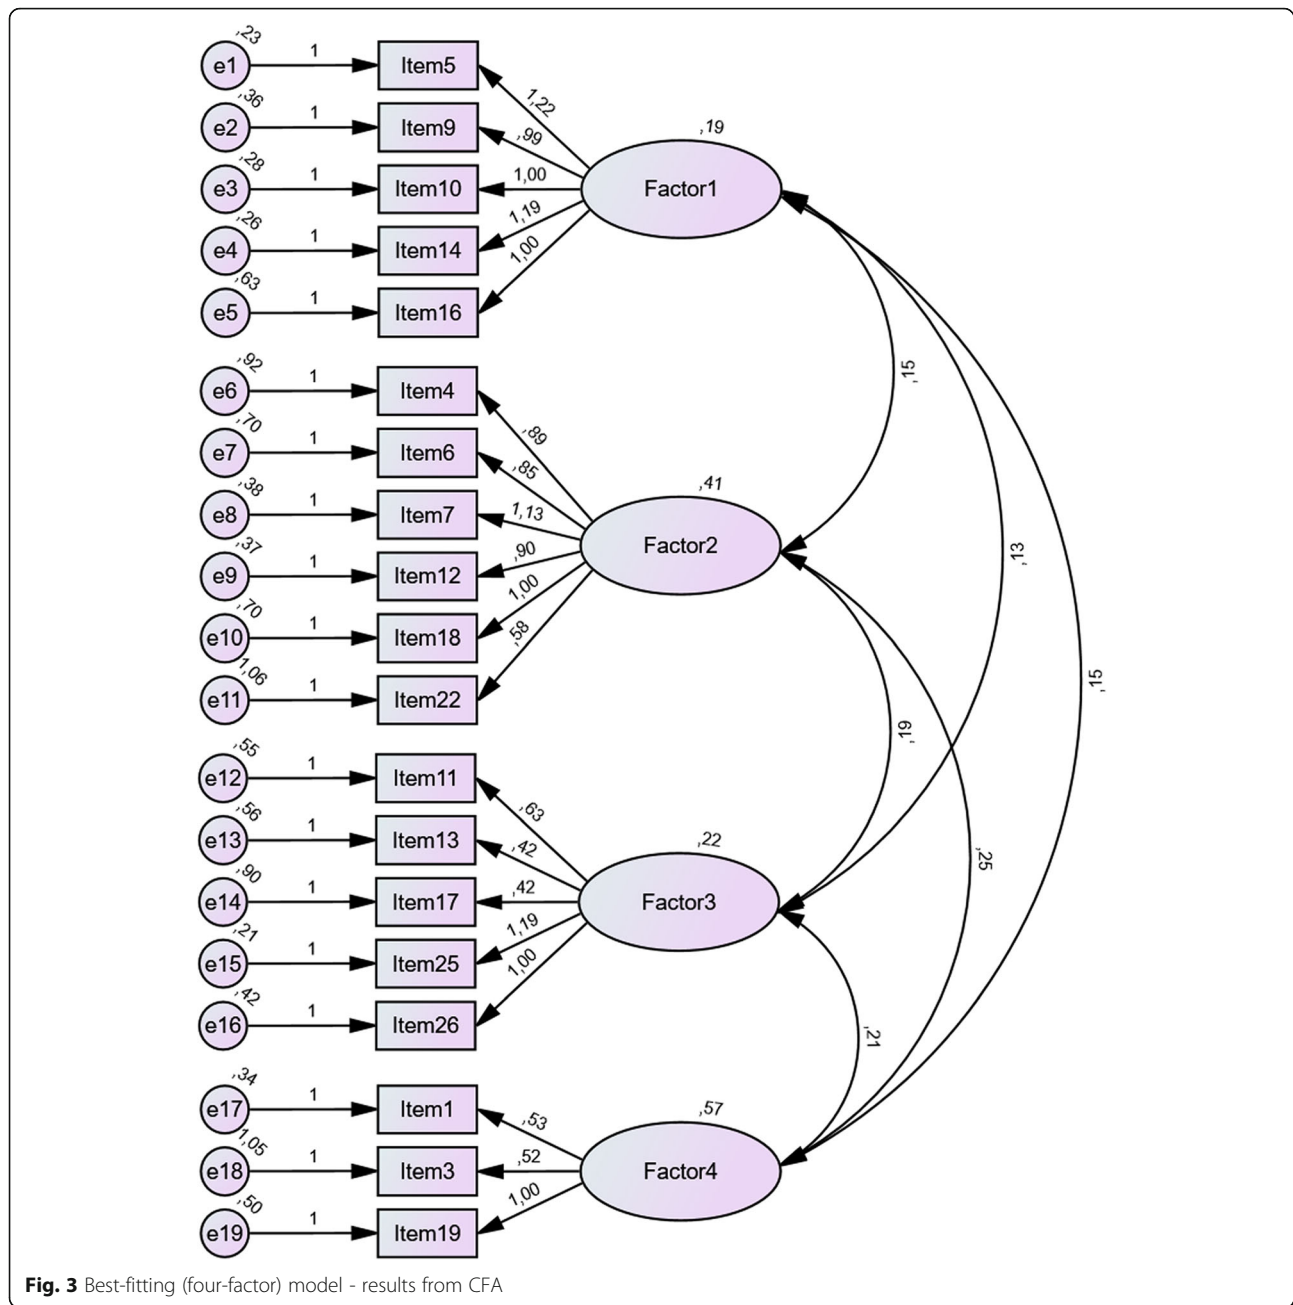 ,23
e1 1 Item5
,36
e2 1 Item9
,28
e3 1 Item10
,26
e4 1 Item14
,63
e5 1 Item16
1,22
,99
1,00
1,19
1,00
,19
Factor1
,92
e6 1 Item4
,70
e7 1 Item6
,38
e8 1 Item7
,37
e9 1 Item12
,70
e10 1 Item18
1,06
e11 1 Item22
,89
,85
1,13
,90
1,00
,58
,41
Factor2
,55
e12 1 Item11
,56
e13 1 Item13
,90
e14 1 Item17
,21
e15 1 Item25
,42
e16 1 Item26
,63
,42
,42
1,19
1,00
,22
Factor3
,34
e17 1 Item1
1,05
e18 1 Item3
,50
e19 1 Item19
,53
,52
1,00
,57
Factor4
,15
,13
,15
,19
,25
,21
Fig. 3 Best-fitting (four-factor) model - results from CFA